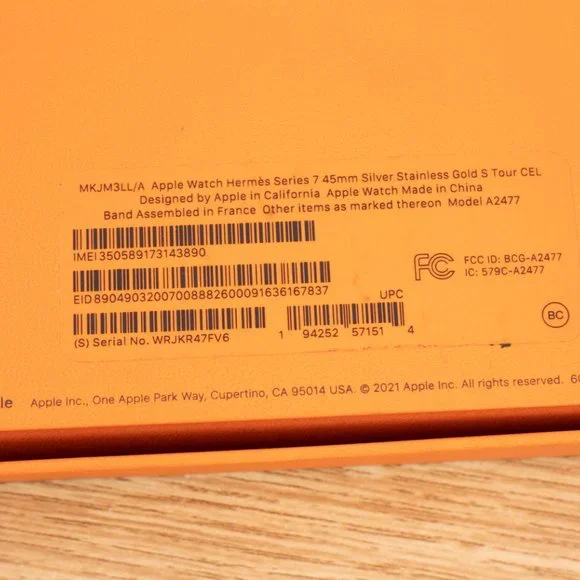 MKJM3LL/A Apple Watch Hermès Series 7 45mm Silver Stainless Gold S Tour CEL
Designed by Apple in California Apple Watch Made in China
Band Assembled in France Other items as marked thereon Model A2477
IMEI 350589173143890
FC FCC ID: BCG-A2477
IC: 579C-A2477
EID 89049032007008882600091636167837
UPC
BC
(S) Serial No. WRJKR47FV6
1 94252 57151 4
le Apple Inc., One Apple Park Way, Cupertino, CA 95014 USA. © 2021 Apple Inc. All rights reserved. 60